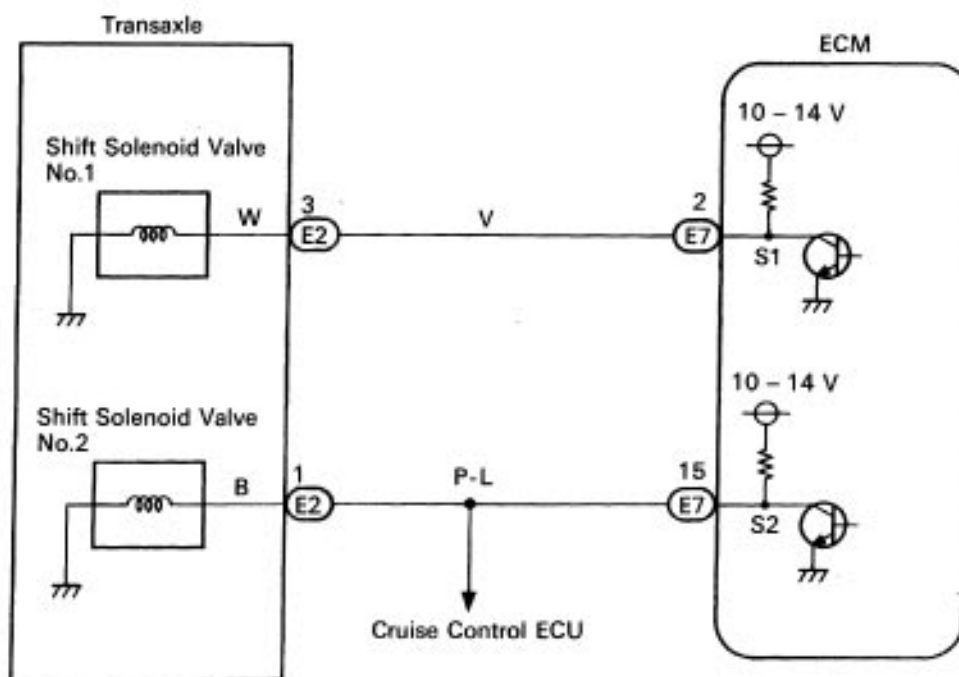 Transaxle
ECM
10 – 14 V
Shift Solenoid Valve
No.1
W
3
E2
V
2
E7
S1
10 – 14 V
Shift Solenoid Valve
No.2
B
1
E2
P-L
15
E7
S2
Cruise Control ECU